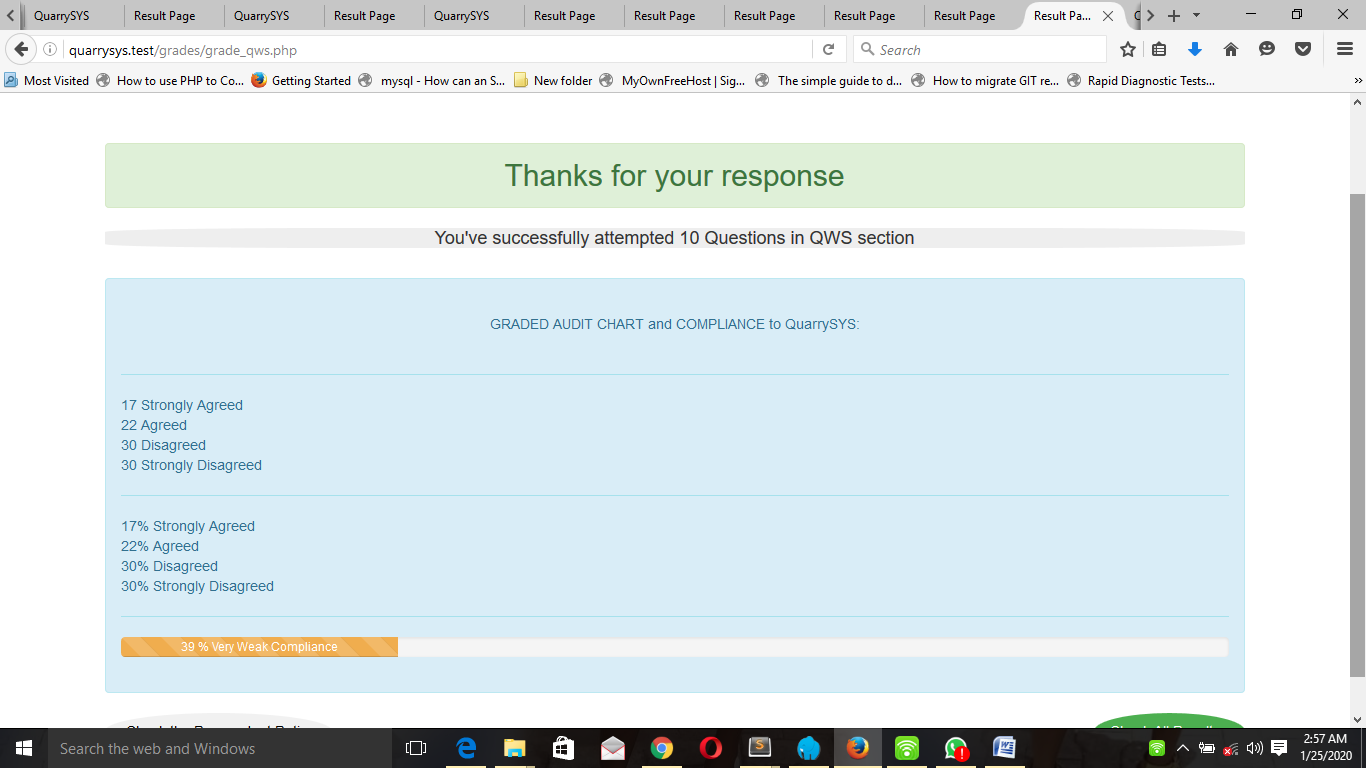 QuarrySYS Result Page QuarrySYS Result Page QuarrySYS Result Page Result Page Result Page Result Page Result Page Result Pa...
quarrysys.test/grades/grade_qws.php Search
Most Visited How to use PHP to Co... Getting Started mysql - How can an S... New folder MyOwnFreeHost | Sig... The simple guide to d... How to migrate GIT re... Rapid Diagnostic Tests...
Thanks for your response
You've successfully attempted 10 Questions in QWS section
GRADED AUDIT CHART and COMPLIANCE to QuarrySYS:
17 Strongly Agreed
22 Agreed
30 Disagreed
30 Strongly Disagreed
17% Strongly Agreed
22% Agreed
30% Disagreed
30% Strongly Disagreed
39 % Very Weak Compliance
Search the web and Windows
2:57 AM
1/25/2020